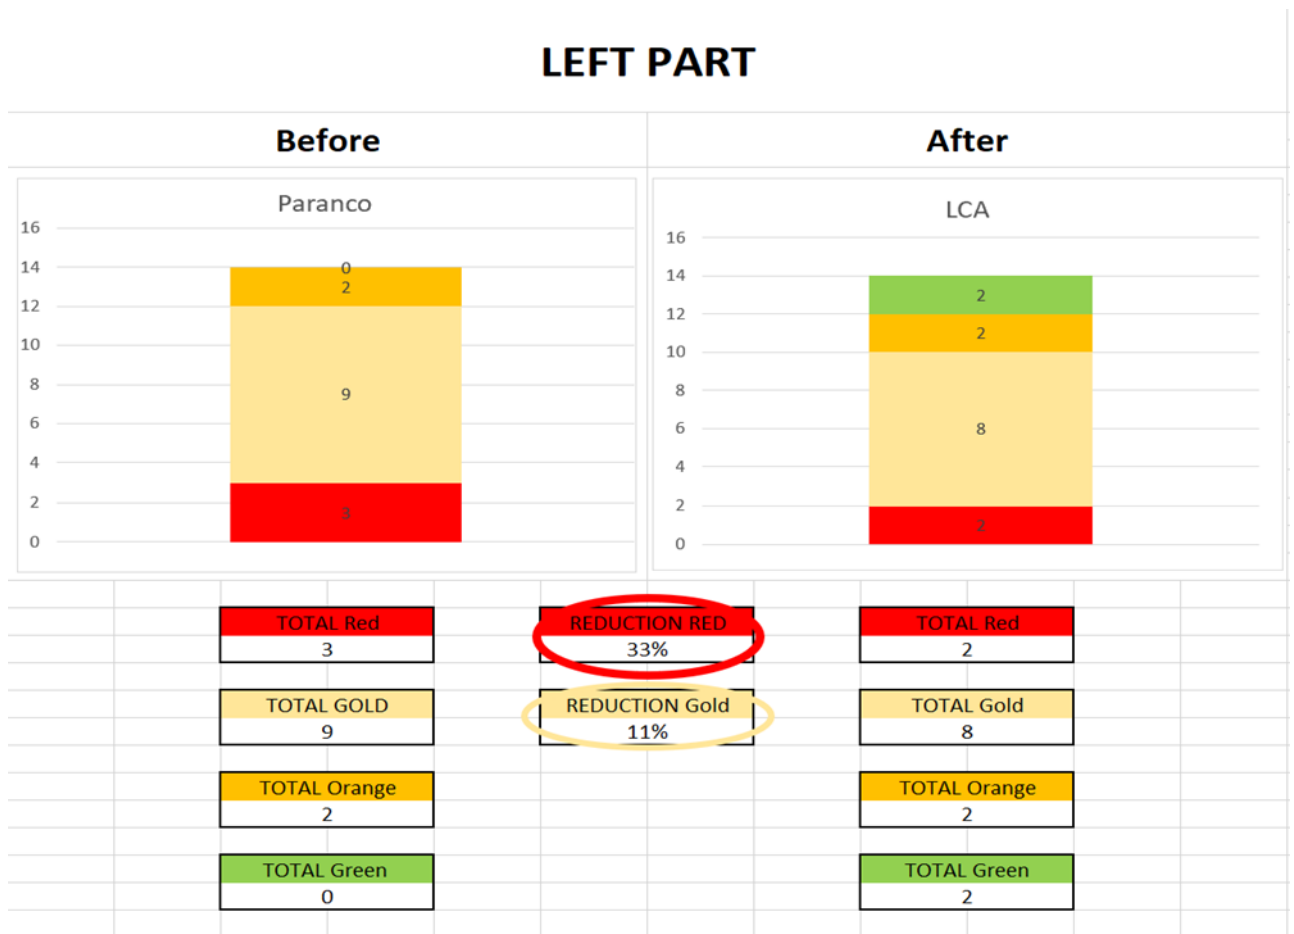 LEFT PART
Before
After
Paranco
16
14
12
10
8
6
4
2
0
0
2
9
3
LCA
16
14
12
10
8
6
4
2
0
2
2
8
2
TOTAL Red
3
REDUCTION RED
33%
TOTAL Red
2
TOTAL GOLD
9
REDUCTION Gold
11%
TOTAL Gold
8
TOTAL Orange
2
TOTAL Orange
2
TOTAL Green
0
TOTAL Green
2